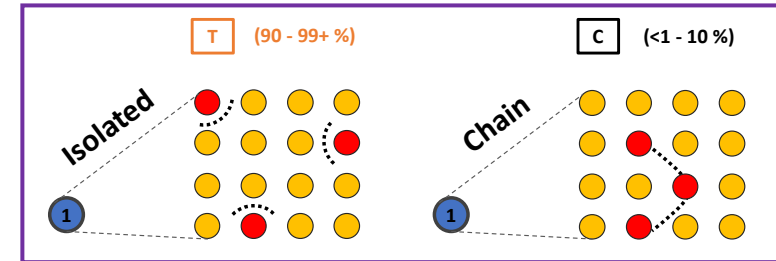 T (90 - 99+ %)
Isolated
1
C (<1 - 10 %)
Chain
1